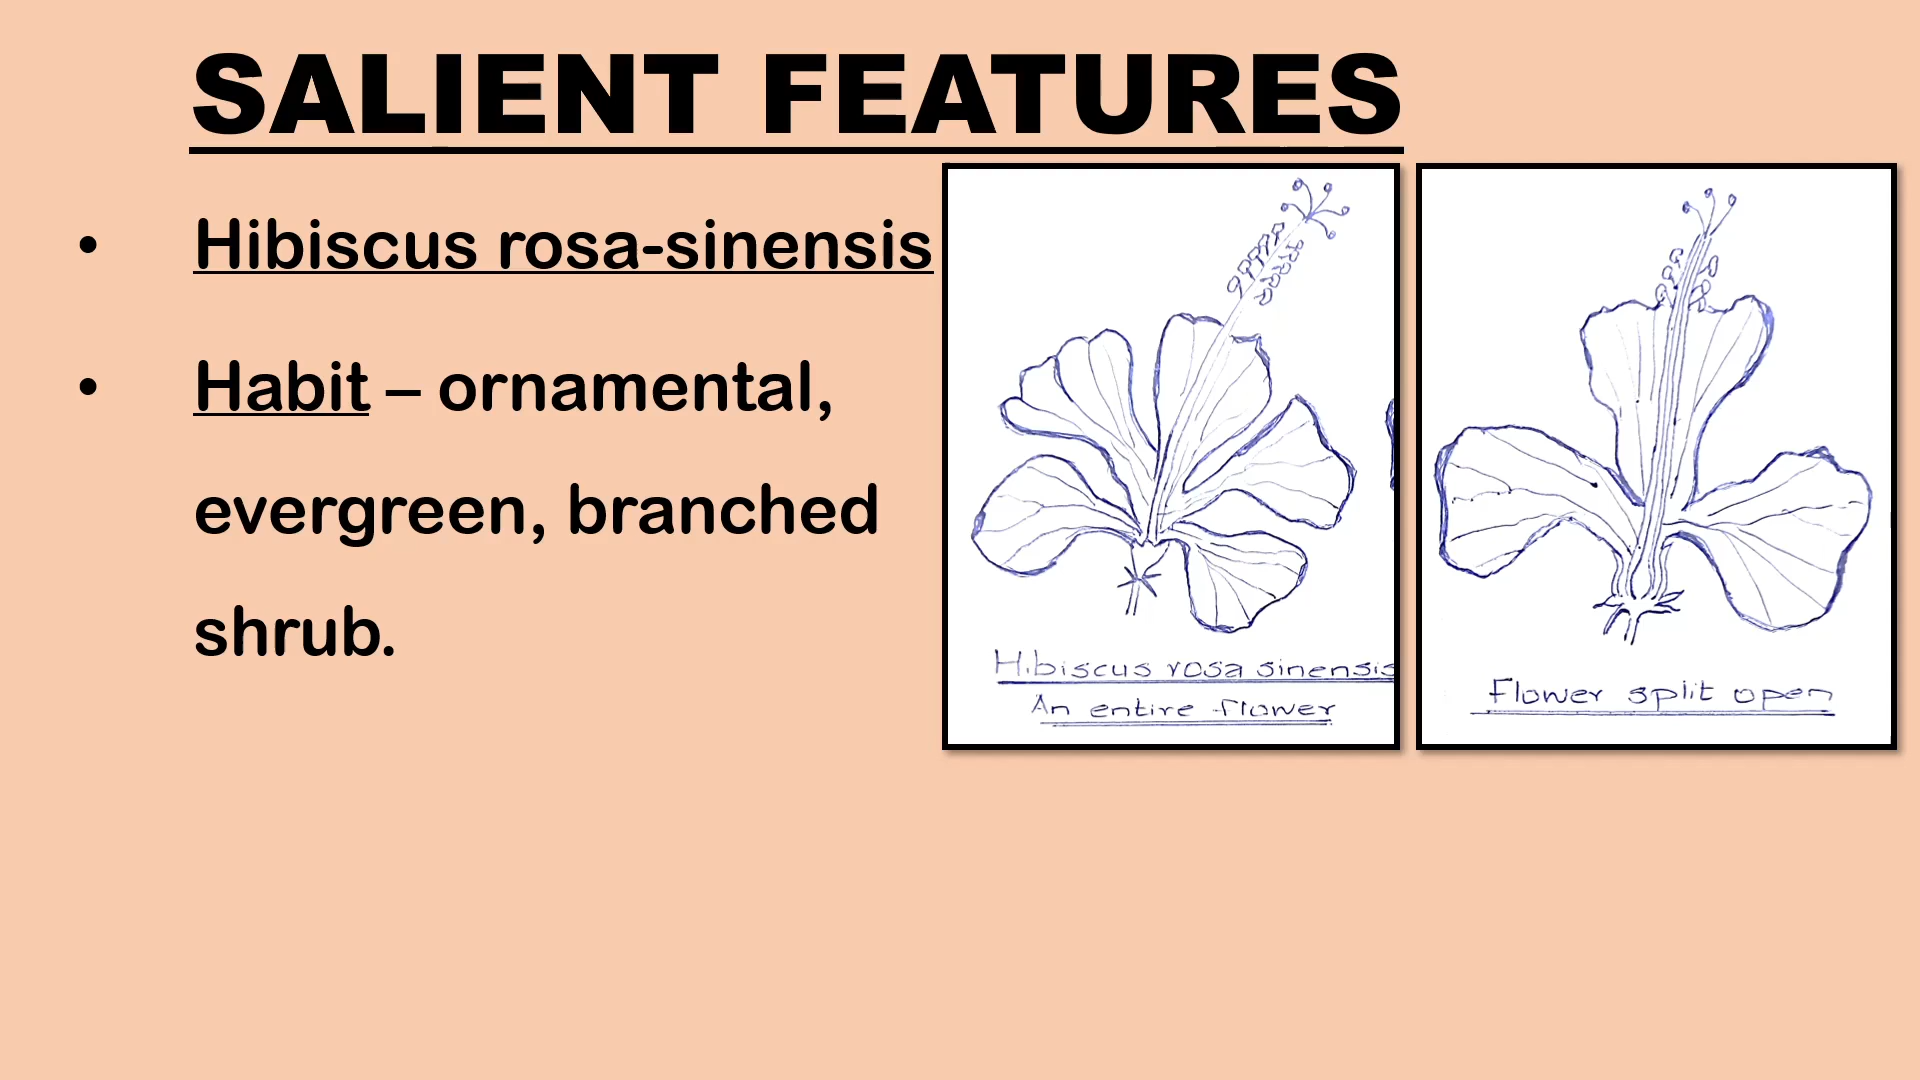 SALIENT FEATURES
• Hibiscus rosa-sinensis
• Habit – ornamental,
evergreen, branched
shrub.
Hibiscus rosa sinensis
An entire flower
Flower split open